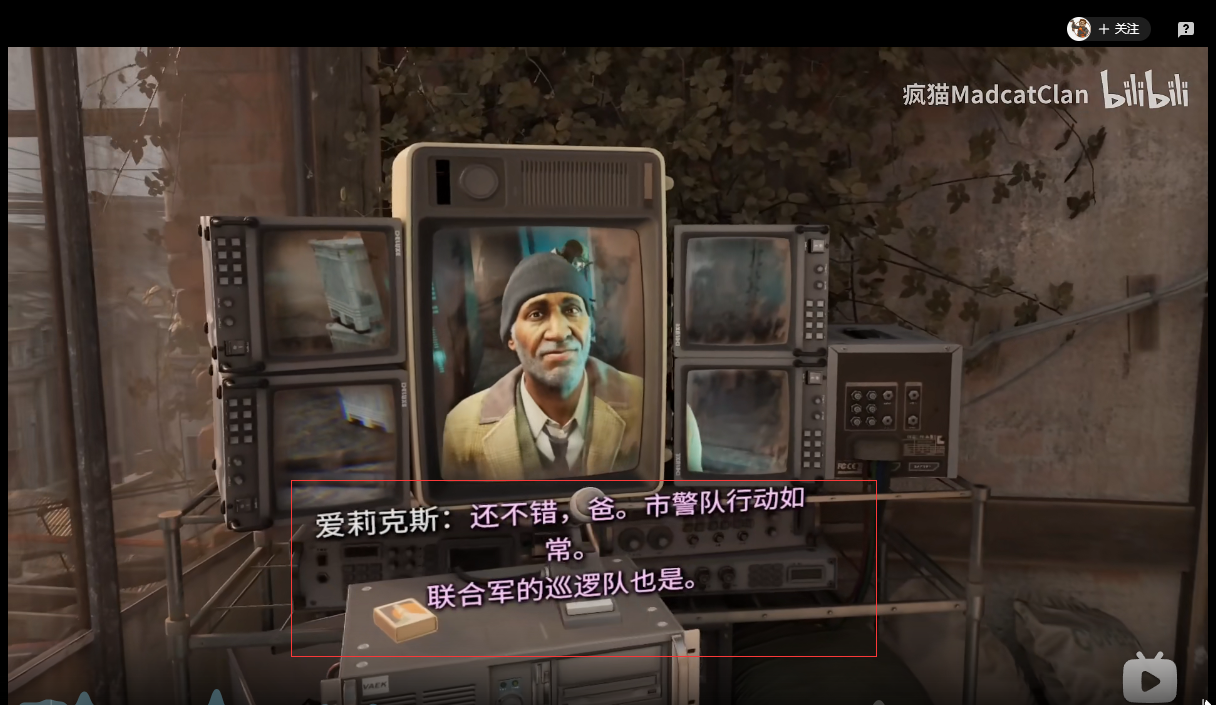 + 关注
疯猫MadcatClan bilibili
爱莉克斯：还不错，爸。市警队行动如
常。
联合军的巡逻队也是。
VAEK